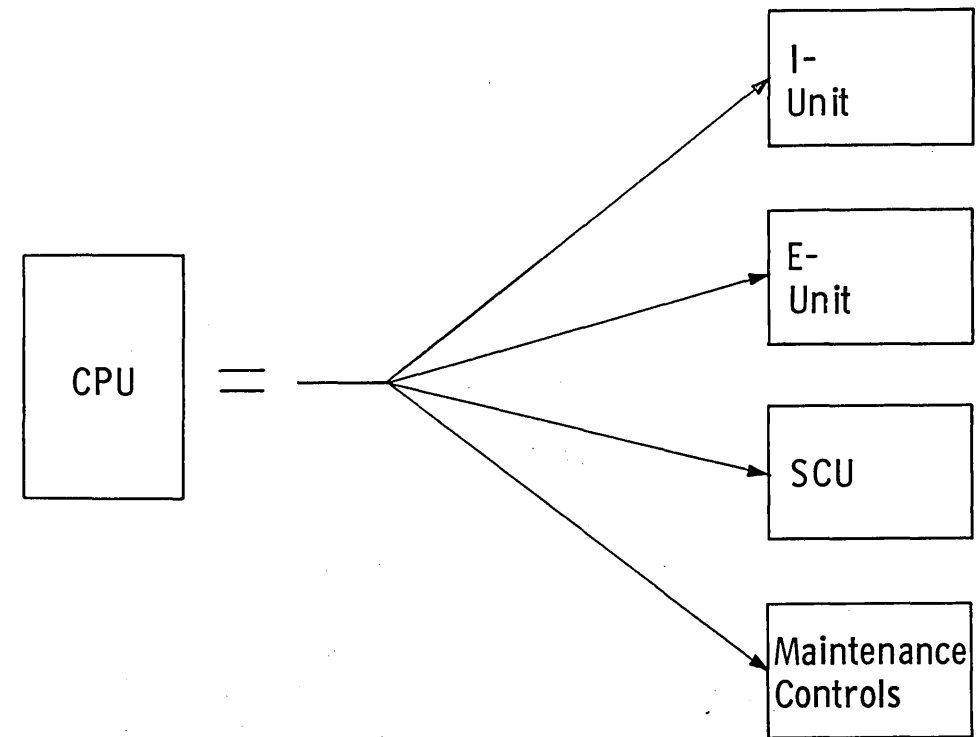 I-
Unit
E-
Unit
CPU
=
SCU
Maintenance
Controls